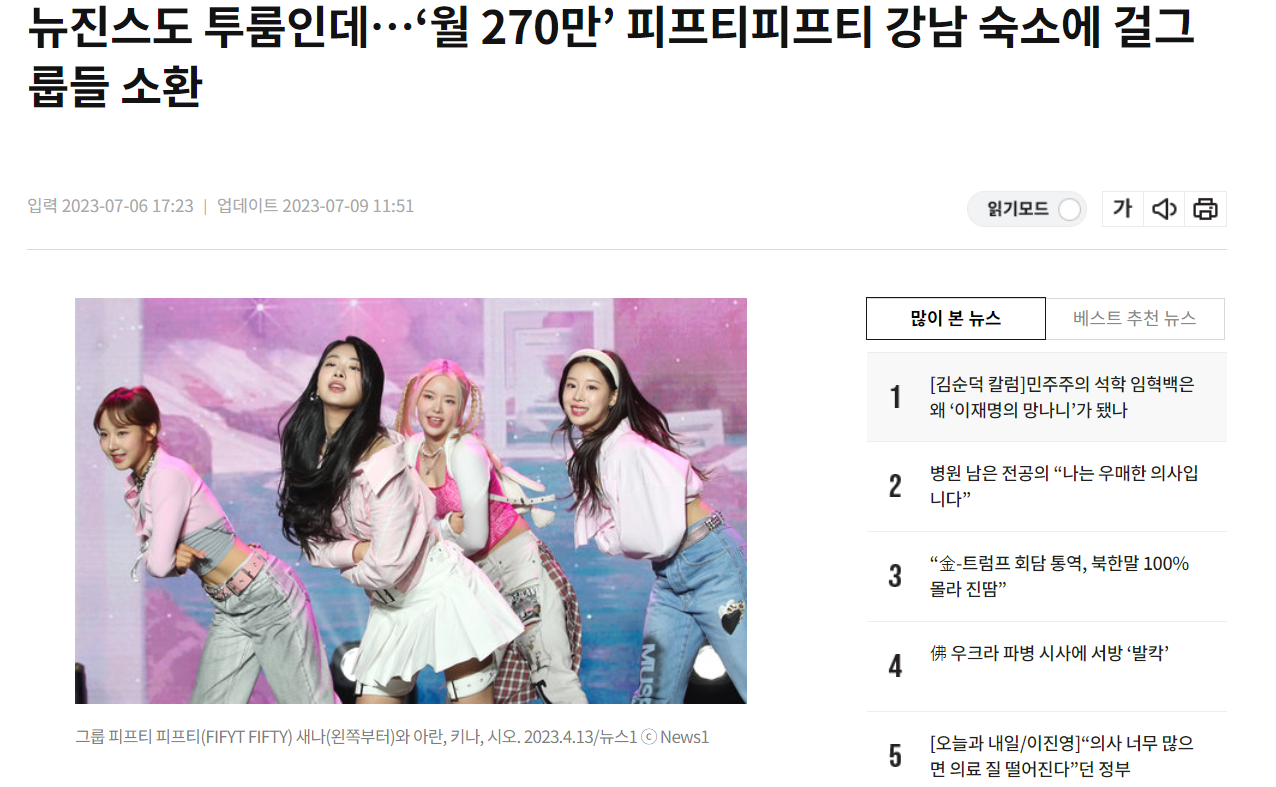 뉴진스도 투룸인데…‘월 270만’ 피프티피프티 강남 숙소에 걸그
룹들 소환
입력 2023-07-06 17:23 | 업데이트 2023-07-09 11:51
읽기모드
가
많이 본 뉴스
베스트 추천 뉴스
1
[김순덕 칼럼]민주주의 석학 임혁백은
왜 ‘이재명의 망나니’가 됐나
2
병원 남은 전공의 “나는 우매한 의사입
니다”
3
“金-트럼프 회담 통역, 북한말 100%
몰라 진땀”
4
佛 우크라 파병 시사에 서방 ‘발칵’
5
[오늘과 내일/이진영]“의사 너무 많으
면 의료 질 떨어진다”던 정부
MUSE
그룹 피프티 피프티(FIFYT FIFTY) 새나(왼쪽부터)와 아란, 키나, 시오. 2023.4.13/뉴스1 ⓒ News1